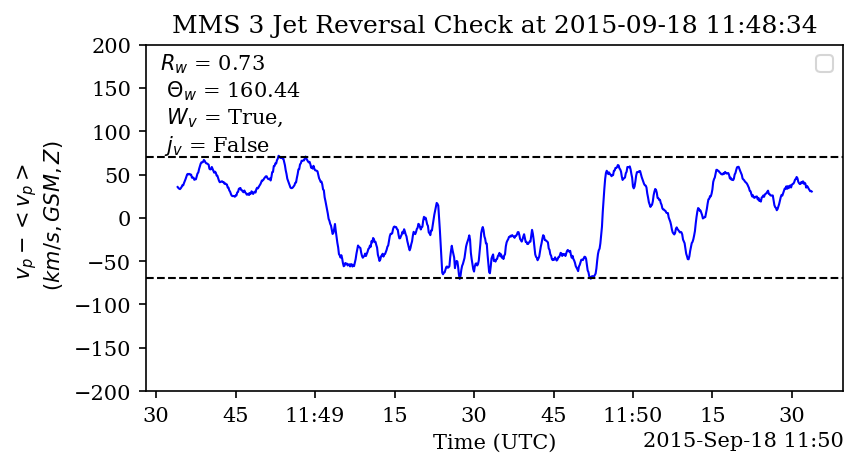 MMS 3 Jet Reversal Check at 2015-09-18 11:48:34
200
150
100
50
0
−50
−100
−150
−200
v_p − < v_p >
(km/s, GSM, Z)
R_w = 0.73
Θ_w = 160.44
W_v = True,
j_v = False
30 45 11:49 15 30 45 11:50 15 30
Time (UTC)
2015-Sep-18 11:50